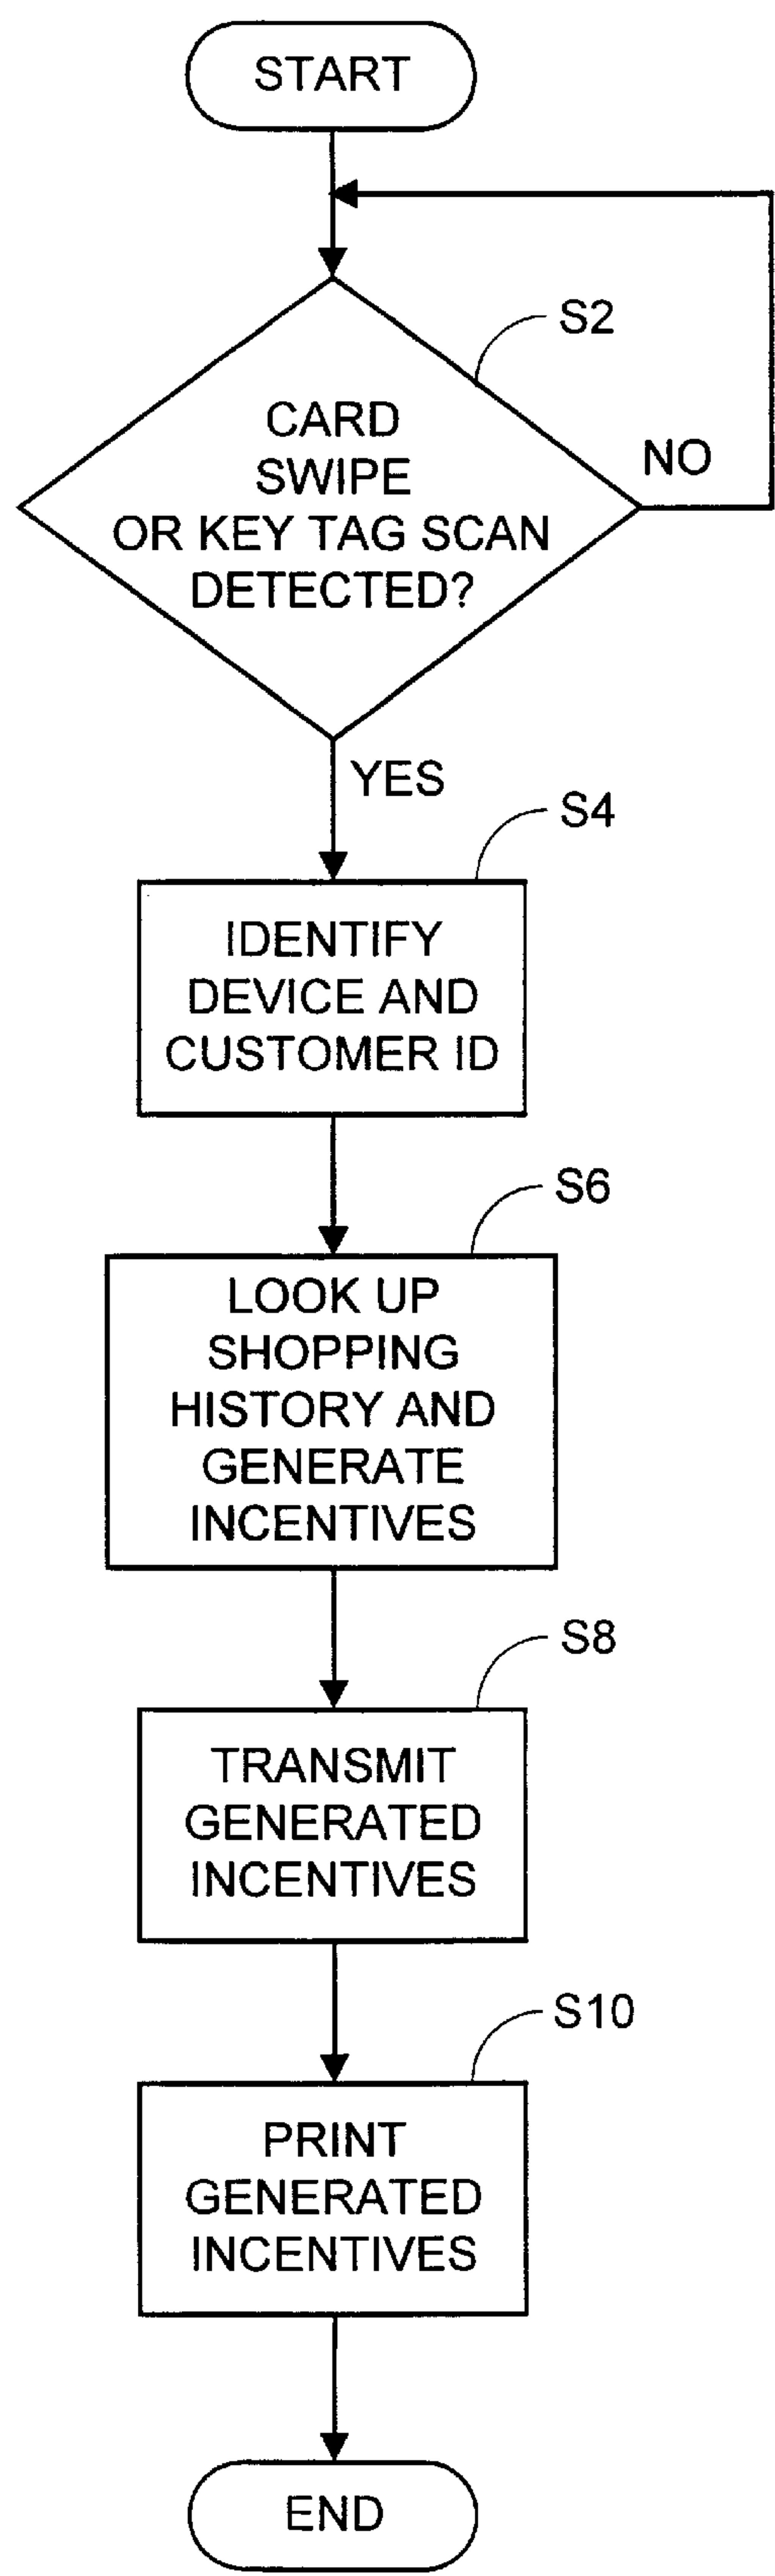 START
S2
CARD
SWIPE
OR KEY TAG SCAN
DETECTED?
NO
YES
S4
IDENTIFY
DEVICE AND
CUSTOMER ID
S6
LOOK UP
SHOPPING
HISTORY AND
GENERATE
INCENTIVES
S8
TRANSMIT
GENERATED
INCENTIVES
S10
PRINT
GENERATED
INCENTIVES
END